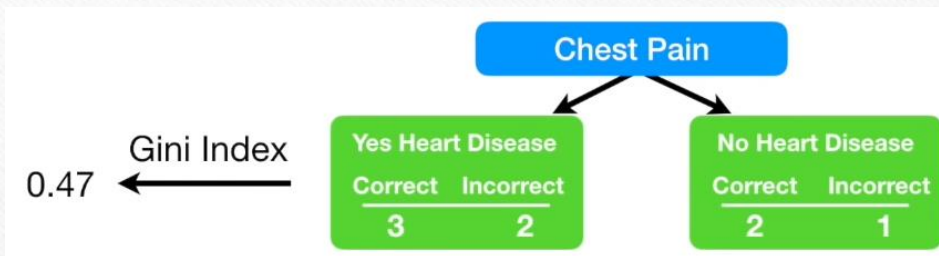 Chest Pain
Gini Index
0.47
Yes Heart Disease
Correct Incorrect
3 2
No Heart Disease
Correct Incorrect
2 1